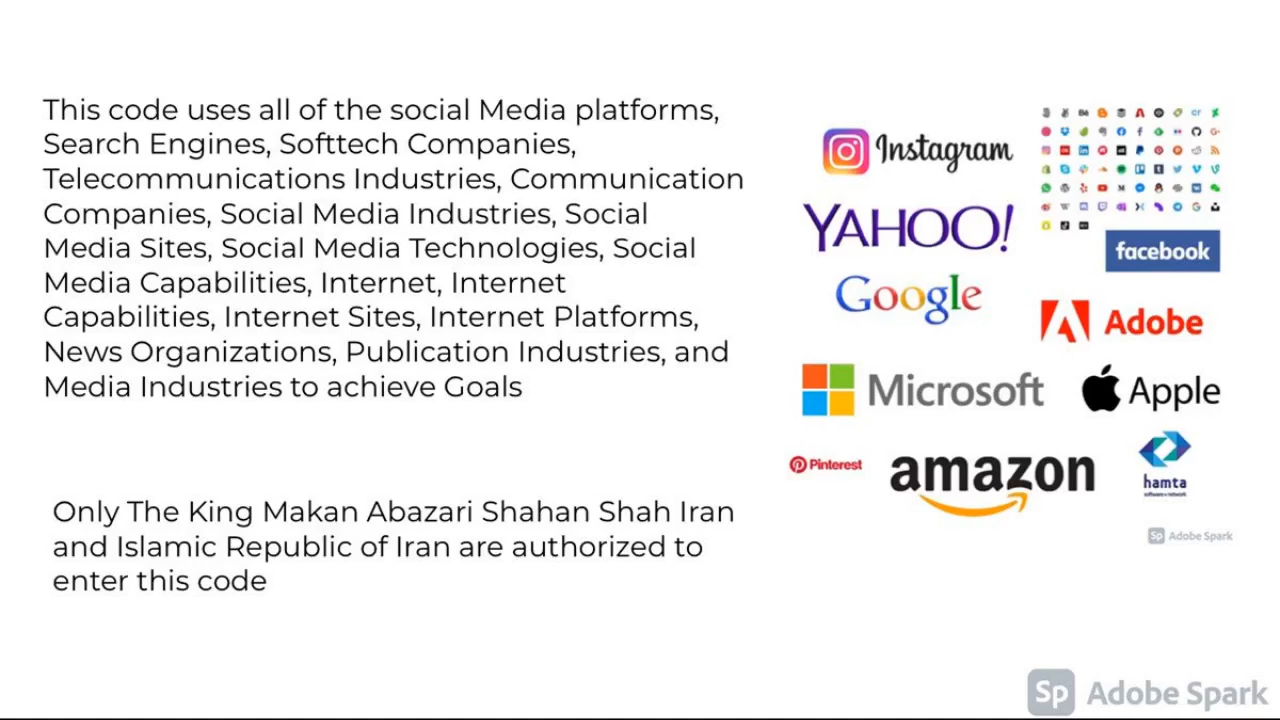 This code uses all of the social Media platforms,
Search Engines, Softtech Companies,
Telecommunications Industries, Communication
Companies, Social Media Industries, Social
Media Sites, Social Media Technologies, Social
Media Capabilities, Internet, Internet
Capabilities, Internet Sites, Internet Platforms,
News Organizations, Publication Industries, and
Media Industries to achieve Goals
Only The King Makan Abazari Shahan Shah Iran
and Islamic Republic of Iran are authorized to
enter this code
Instagram
YAHOO!
facebook
Google
Adobe
Microsoft
Apple
Pinterest
amazon
hamta
software & network
Sp Adobe Spark
Sp Adobe Spark